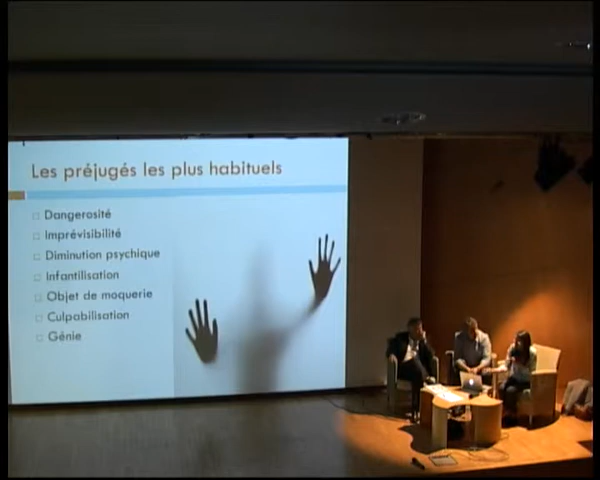 Les préjugés les plus habituels
Dangerosité
Imprévisibilité
Diminution psychique
Infantilisation
Objet de moquerie
Culpabilisation
Génie